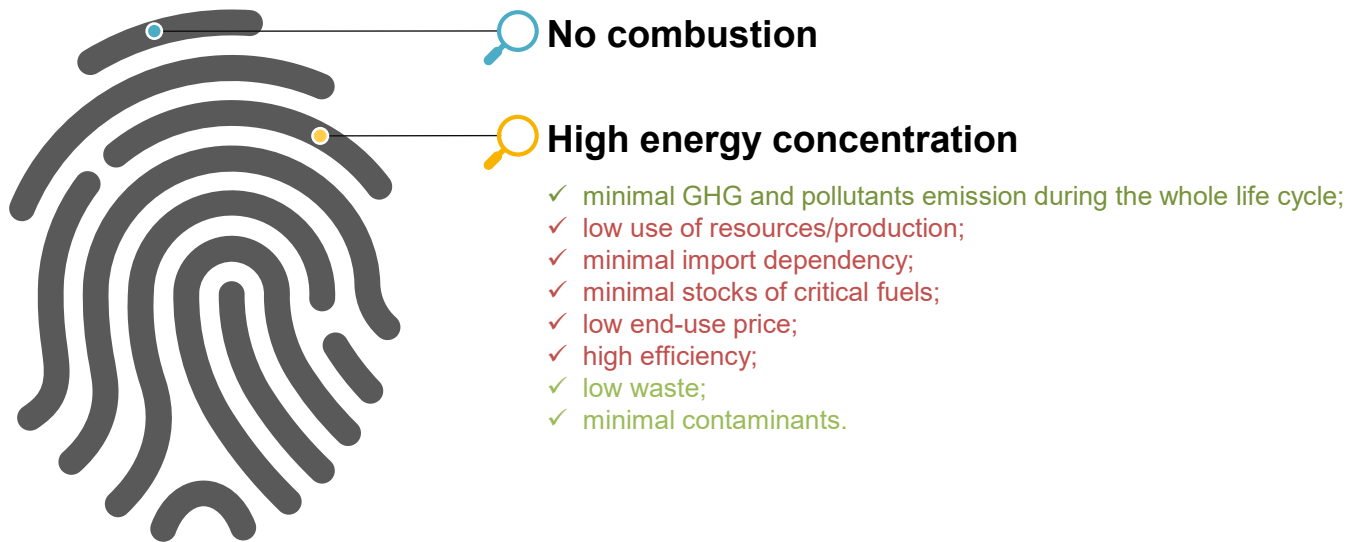 No combustion
High energy concentration
✓ minimal GHG and pollutants emission during the whole life cycle;
✓ low use of resources/production;
✓ minimal import dependency;
✓ minimal stocks of critical fuels;
✓ low end-use price;
✓ high efficiency;
✓ low waste;
✓ minimal contaminants.